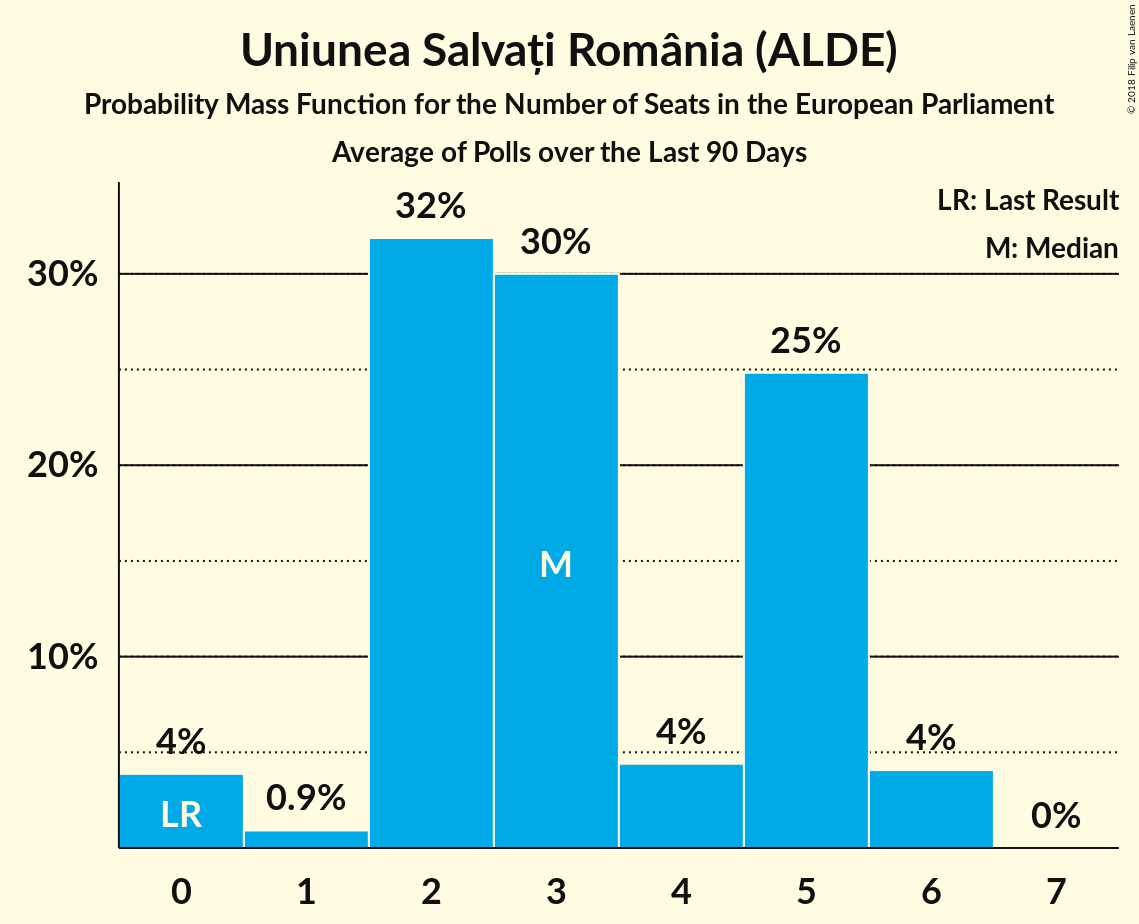 Uniunea Salvați România (ALDE)
Probability Mass Function for the Number of Seats in the European Parliament
Average of Polls over the Last 90 Days
© 2018 Filip van Laenen
LR: Last Result
M: Median
32%
30%
30%
25%
20%
M
10%
4%
0.9%
4%
4%
0%
LR
0 1 2 3 4 5 6 7